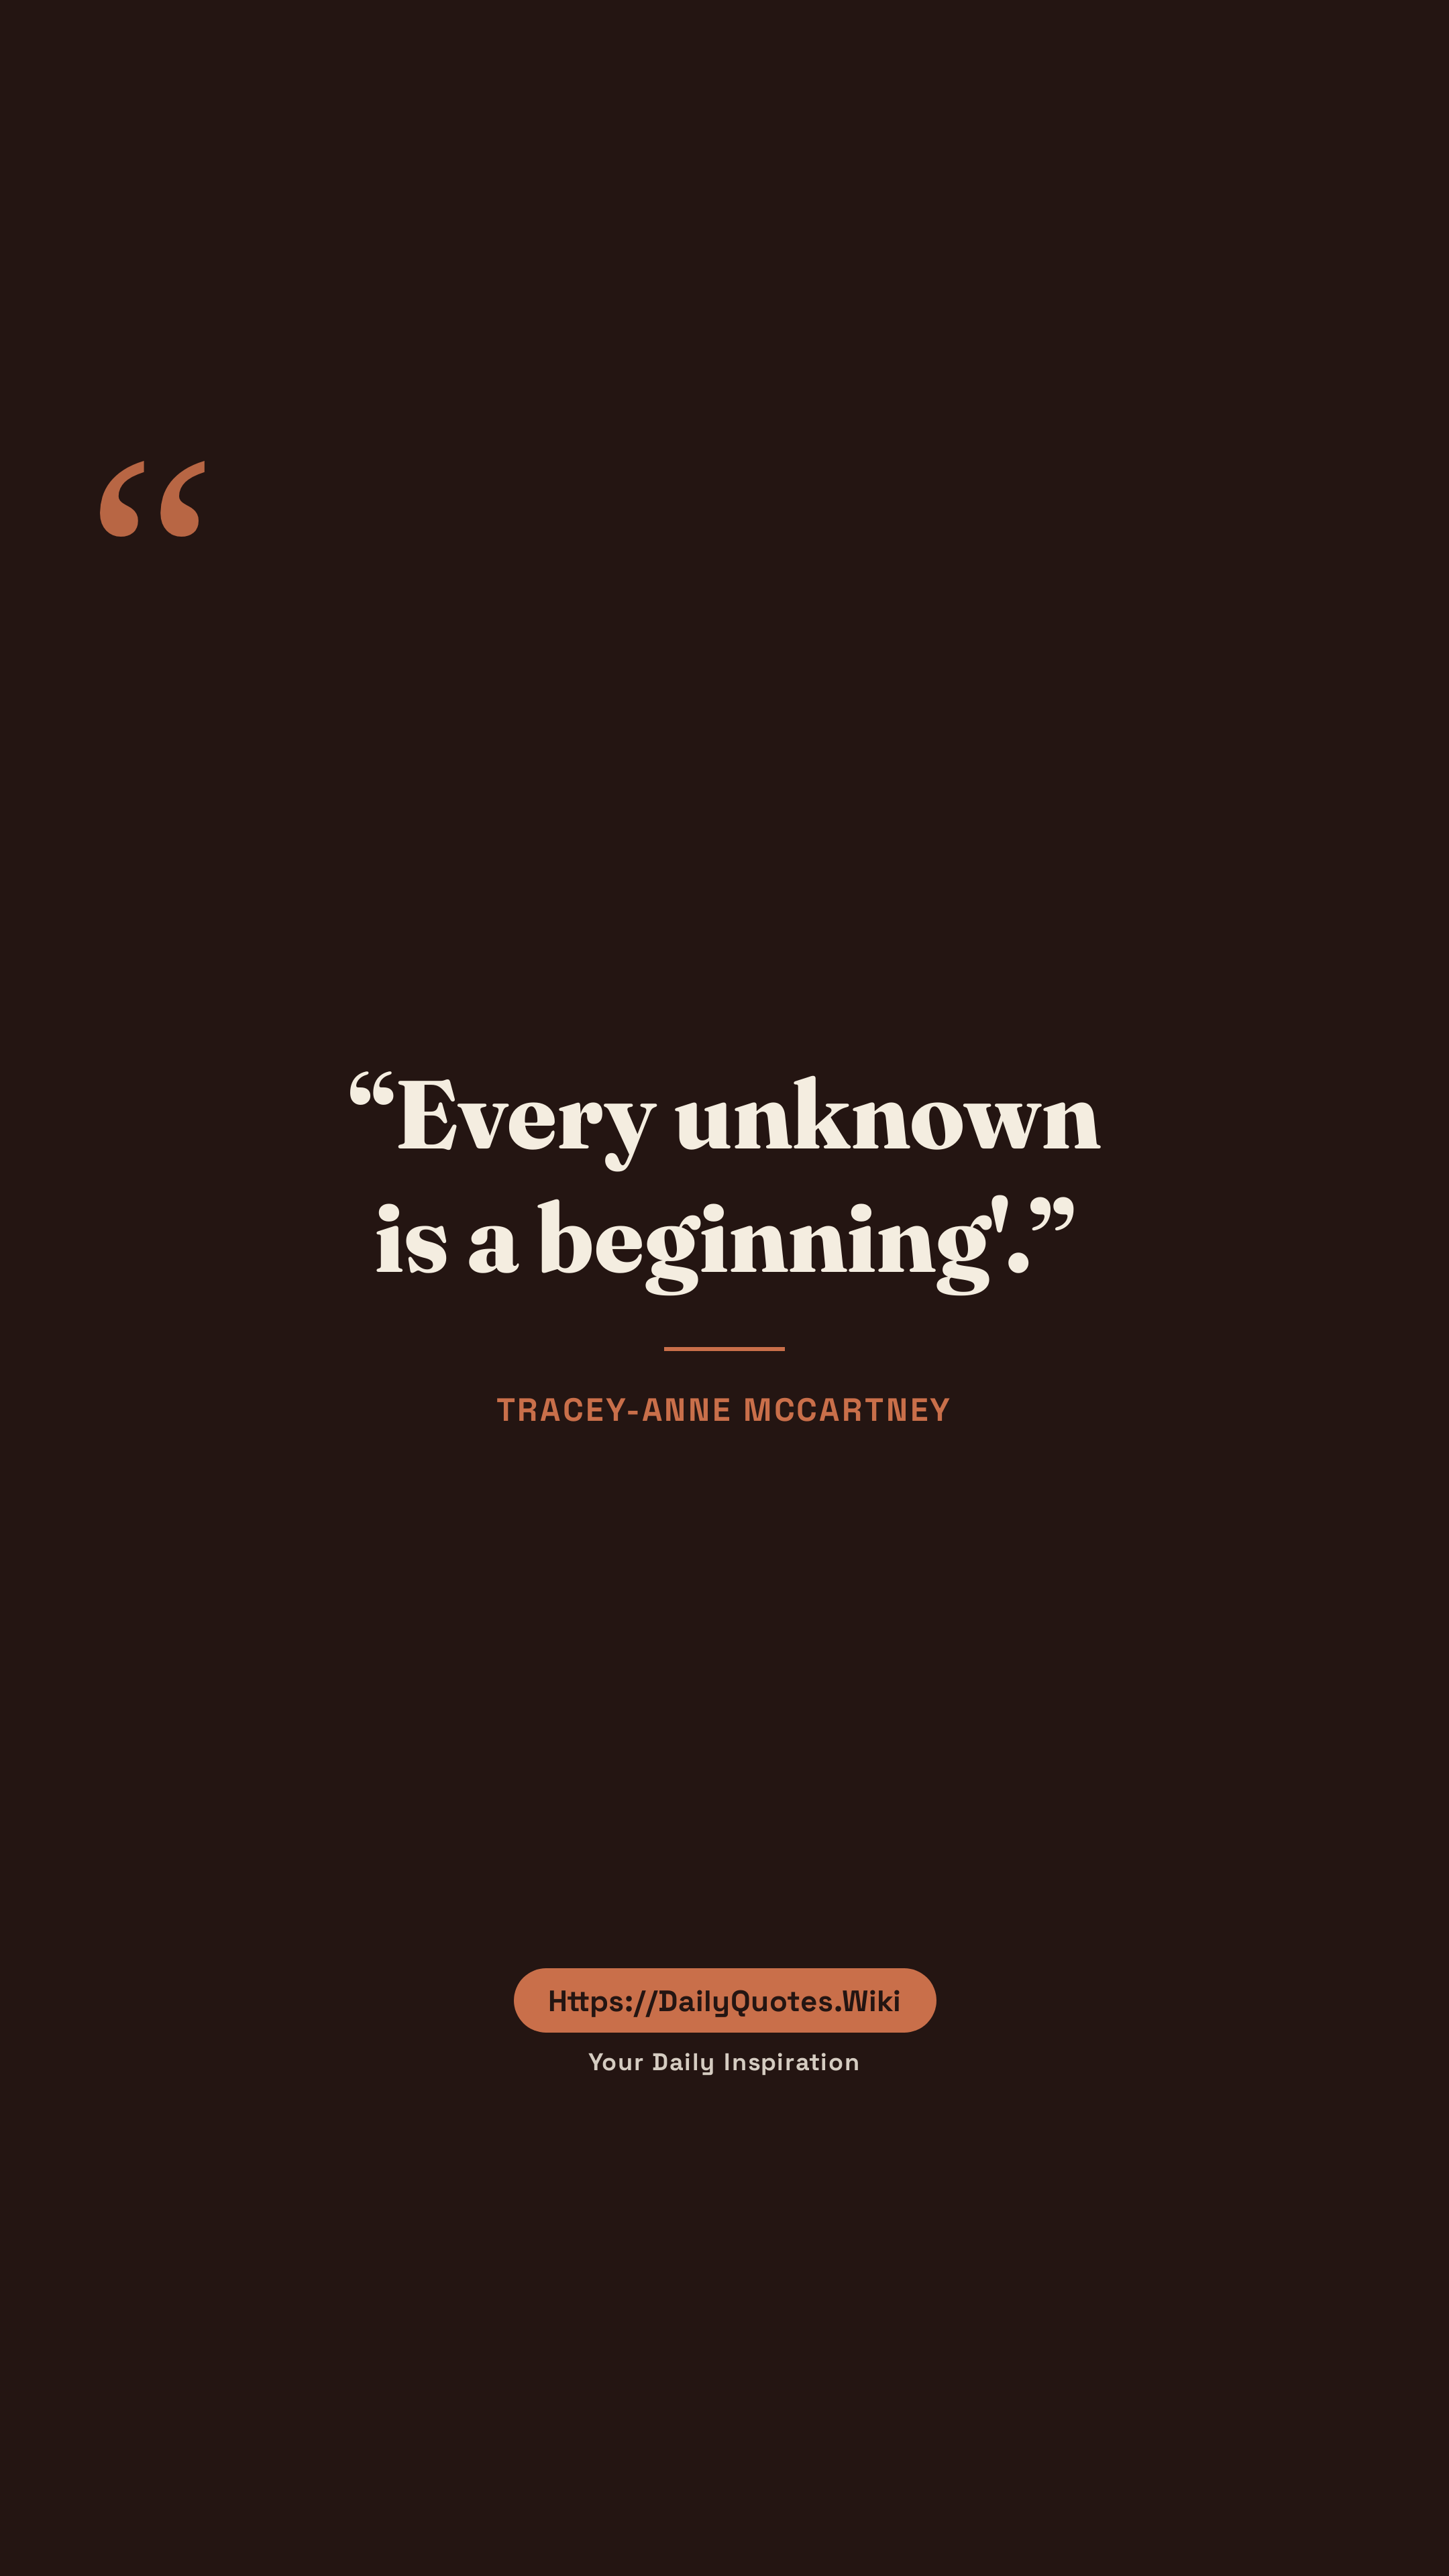 “
“Every unknown
is a beginning'.”
TRACEY-ANNE MCCARTNEY
Https://DailyQuotes.Wiki
Your Daily Inspiration